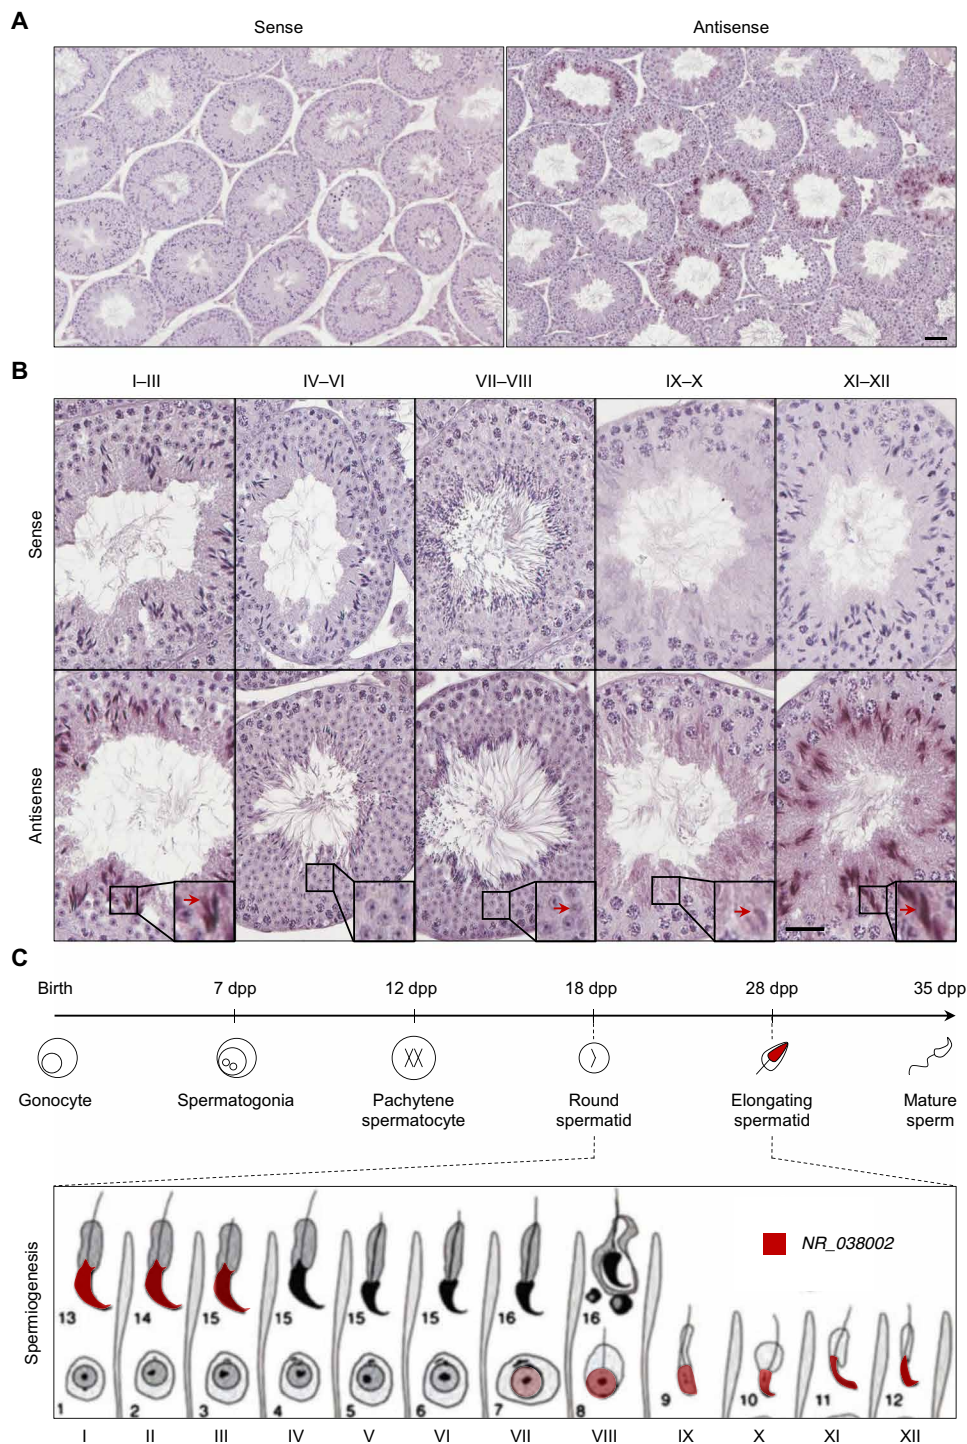 A
Sense Antisense
B
I–III IV–VI VII–VIII IX–X XI–XII
Sense
Antisense
C
Birth 7 dpp 12 dpp 18 dpp 28 dpp 35 dpp
Gonocyte Spermatogonia Pachytene spermatocyte Round spermatid Elongating spermatid Mature sperm
Spermiogenesis
NR_038002
13 14 15 15 15 15 16 16
1 2 3 4 5 6 7 8 9 10 11 12
I II III IV V VI VII VIII IX X XI XII